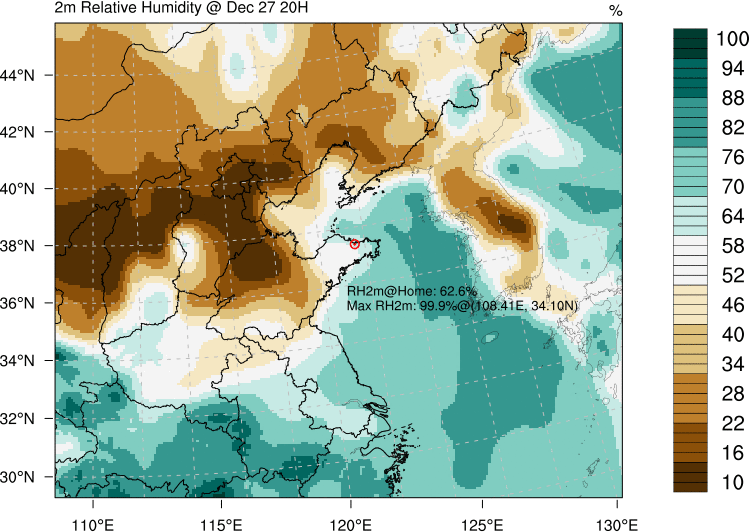 2m Relative Humidity @ Dec 27 20H
%
44°N
42°N
40°N
38°N
36°N
34°N
32°N
30°N
RH2m@Home: 62.6%
Max RH2m: 99.9%@(108.41E, 34.10N)
110°E
115°E
120°E
125°E
130°E
100
94
88
82
76
70
64
58
52
46
40
34
28
22
16
10